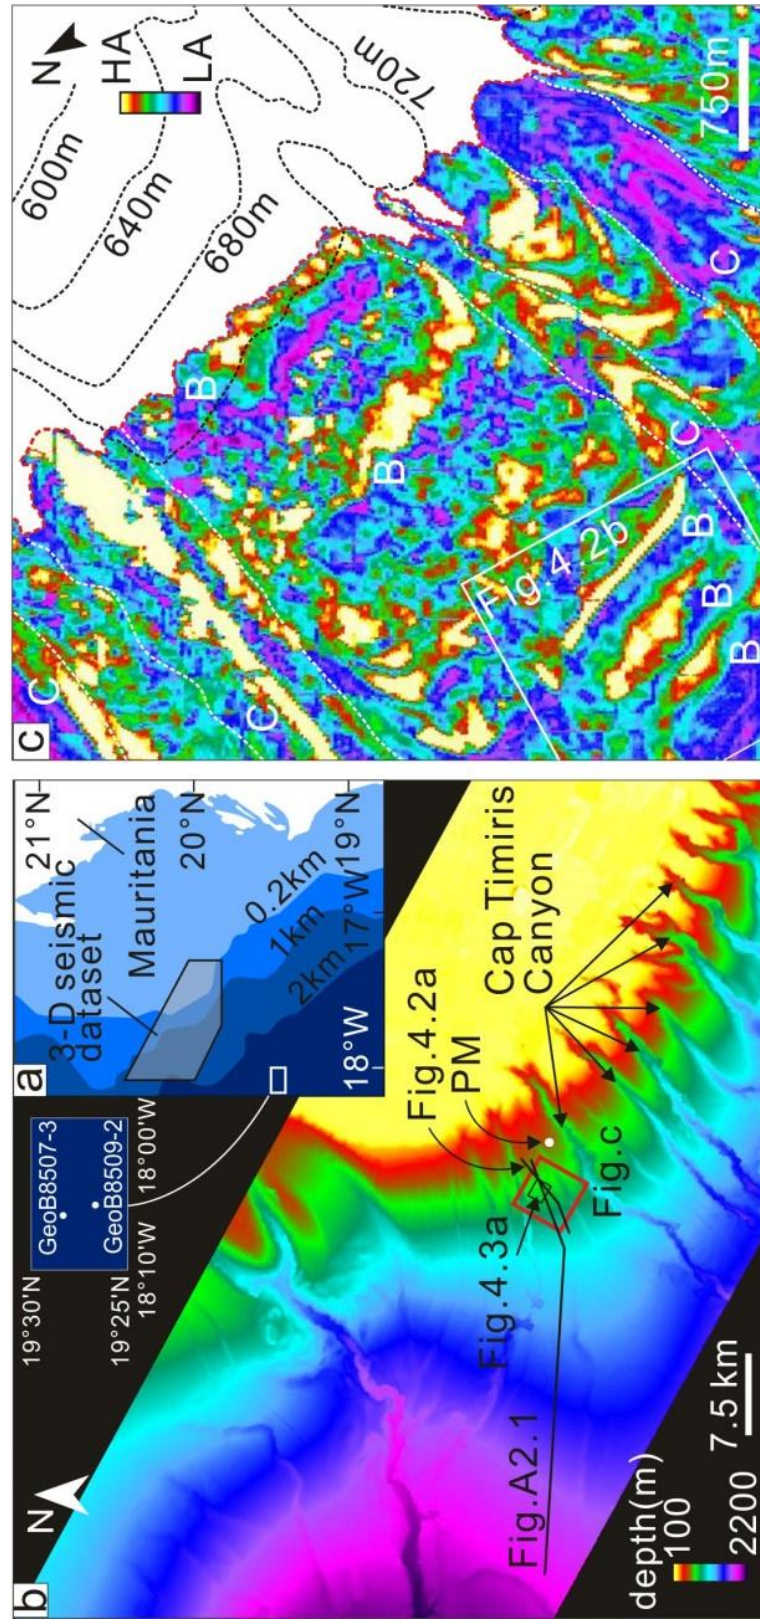 a
3-D seismic
dataset
Mauritania
21°N
20°
19°N
0.2km
1km
2km
18°W
17°W
19°30'N
19°25'N
GeoB8507-3
GeoB8509-2
18°10'W
18°00'W
b
N
Cap Timiris
Canyon
Fig.4.2a
PM
Fig.4.3a
Fig.c
Fig.A2.1
depth(m)
100
2200
7.5 km
c
N
HA
LA
600m
640m
680m
720m
C
C
B
B
C
C
Fig.4.2b
B
B
B
750m